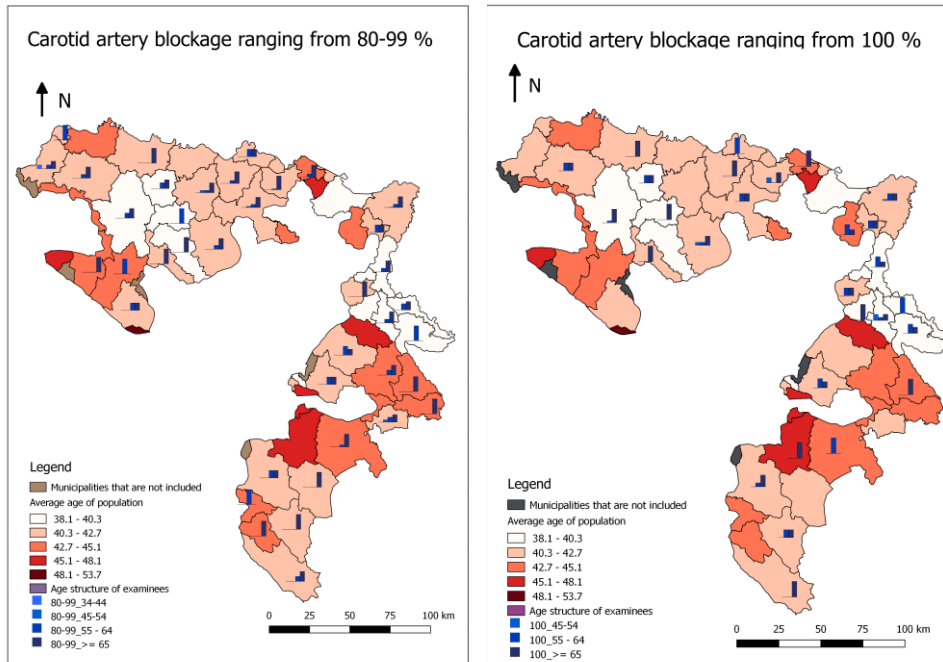 Carotid artery blockage ranging from 80-99 %
N
Legend
Municipalities that are not included
Average age of population
38.1 - 40.3
40.3 - 42.7
42.7 - 45.1
45.1 - 48.1
48.1 - 53.7
Age structure of examinees
80-99_34-44
80-99_45-54
80-99_55 - 64
80-99_>= 65
0 25 50 75 100 km
Carotid artery blockage ranging from 100 %
N
Legend
Municipalities that are not included
Average age of population
38.1 - 40.3
40.3 - 42.7
42.7 - 45.1
45.1 - 48.1
48.1 - 53.7
Age structure of examinees
100_45-54
100_55 - 64
100_>= 65
0 25 50 75 100 km